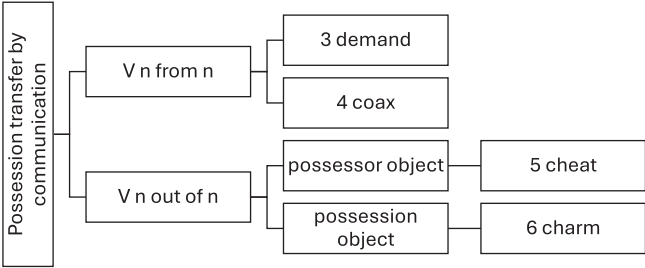 Possession transfer by
communication
V n from n
3 demand
4 coax
V n out of n
possessor object
5 cheat
possession
object
6 charm